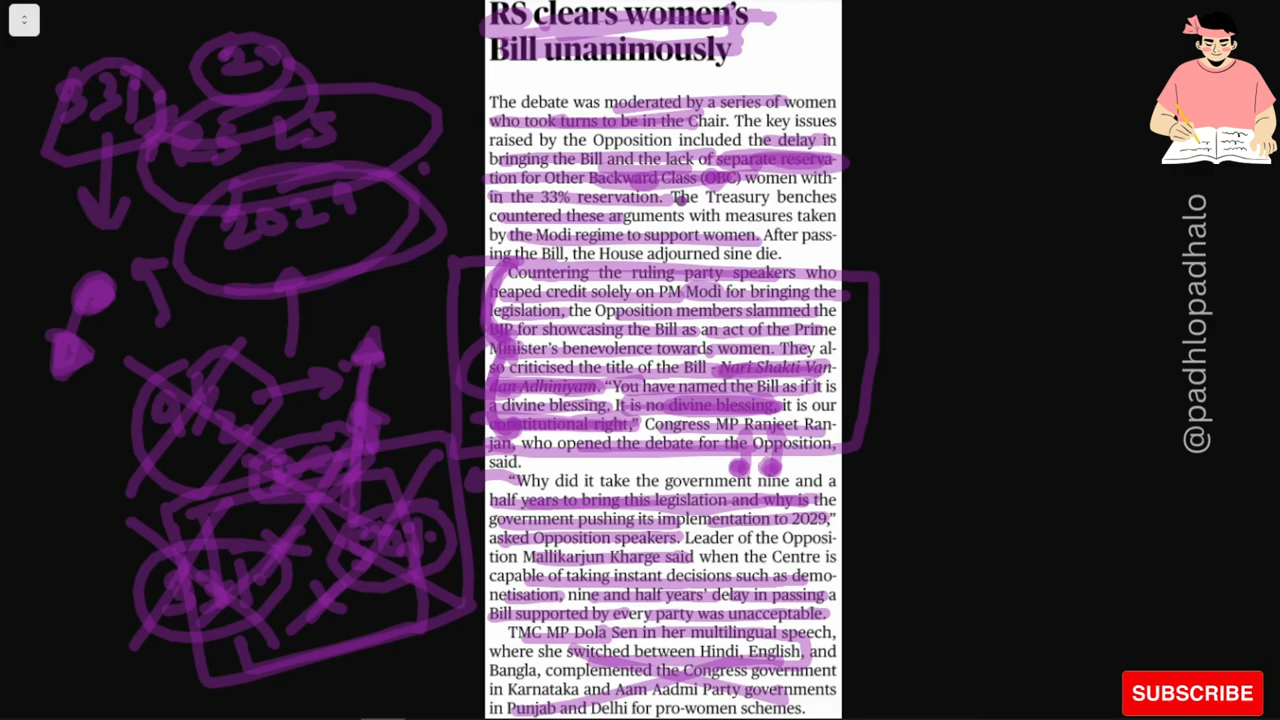 RS clears women's
Bill unanimously
The debate was moderated by a series of women
who took turns to be in the Chair. The key issues
raised by the Opposition included the delay in
bringing the Bill and the lack of separate reserva-
tion for Other Backward Class (OBC) women with-
in the 33% reservation. The Treasury benches
countered these arguments with measures taken
by the Modi regime to support women. After pass-
ing the Bill, the House adjourned sine die.
Countering the ruling party speakers who
heaped credit solely on PM Modi for bringing the
legislation, the Opposition members slammed the
BJP for showcasing the Bill as an act of the Prime
Minister's benevolence towards women. They al-
so criticised the title of the Bill - Nari Shakti Van-
dan Adhiniyam. "You have named the Bill as if it is
a divine blessing. It is no divine blessing, it is our
constitutional right," Congress MP Ranjeet Ran-
jan, who opened the debate for the Opposition,
said.
"Why did it take the government nine and a
half years to bring this legislation and why is the
government pushing its implementation to 2029,"
asked Opposition speakers. Leader of the Opposi-
tion Mallikarjun Kharge said when the Centre is
capable of taking instant decisions such as demo-
netisation, nine and half years' delay in passing a
Bill supported by every party was unacceptable.
TMC MP Dola Sen in her multilingual speech,
where she switched between Hindi, English, and
Bangla, complemented the Congress government
in Karnataka and Aam Aadmi Party governments
in Punjab and Delhi for pro-women schemes.
@padhlopadhalo
SUBSCRIBE